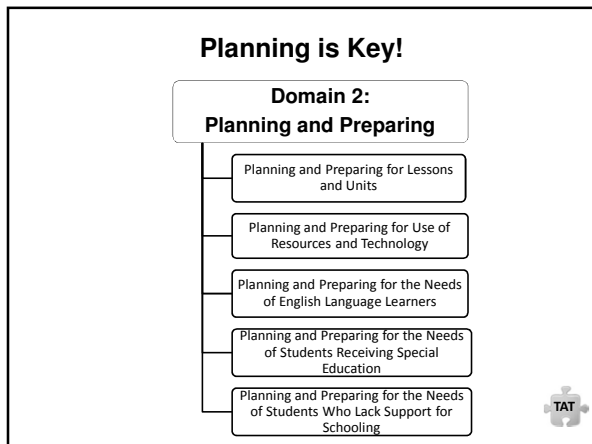 Planning is Key!
Domain 2:
Planning and Preparing
Planning and Preparing for Lessons
and Units
Planning and Preparing for Use of
Resources and Technology
Planning and Preparing for the Needs
of English Language Learners
Planning and Preparing for the Needs
of Students Receiving Special
Education
Planning and Preparing for the Needs
of Students Who Lack Support for
Schooling
TAT